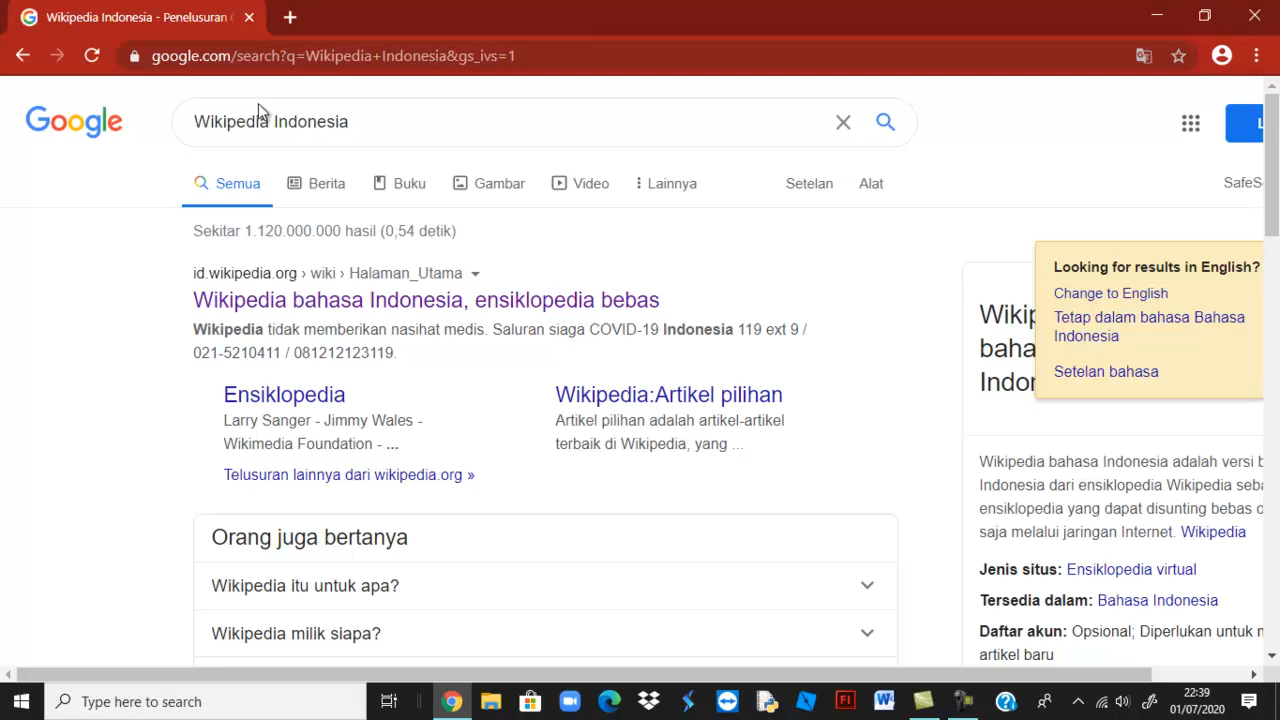 Wikipedia Indonesia - Penelusuran
google.com/search?q=Wikipedia+Indonesia&gs_ivs=1
Google
Wikipedia Indonesia
Semua Berita Buku Gambar Video Lainnya Setelan Alat
Sekitar 1.120.000.000 hasil (0,54 detik)
id.wikipedia.org › wiki › Halaman_Utama
Wikipedia bahasa Indonesia, ensiklopedia bebas
Wikipedia tidak memberikan nasihat medis. Saluran siaga COVID-19 Indonesia 119 ext 9 /
021-5210411 / 081212123119.
Ensiklopedia
Larry Sanger - Jimmy Wales -
Wikimedia Foundation - ...
Wikipedia:Artikel pilihan
Artikel pilihan adalah artikel-artikel
terbaik di Wikipedia, yang ...
Telusuran lainnya dari wikipedia.org »
Orang juga bertanya
Wikipedia itu untuk apa?
Wikipedia milik siapa?
Looking for results in English?
Change to English
Tetap dalam bahasa Bahasa
Indonesia
Setelan bahasa
Wikipedia bahasa Indonesia adalah versi
Indonesia dari ensiklopedia Wikipedia
ensiklopedia yang dapat disunting bebas
saja melalui jaringan Internet. Wikipedia
Jenis situs: Ensiklopedia virtual
Tersedia dalam: Bahasa Indonesia
Daftar akun: Opsional; Diperlukan untuk
artikel baru
Type here to search
22:39
01/07/2020